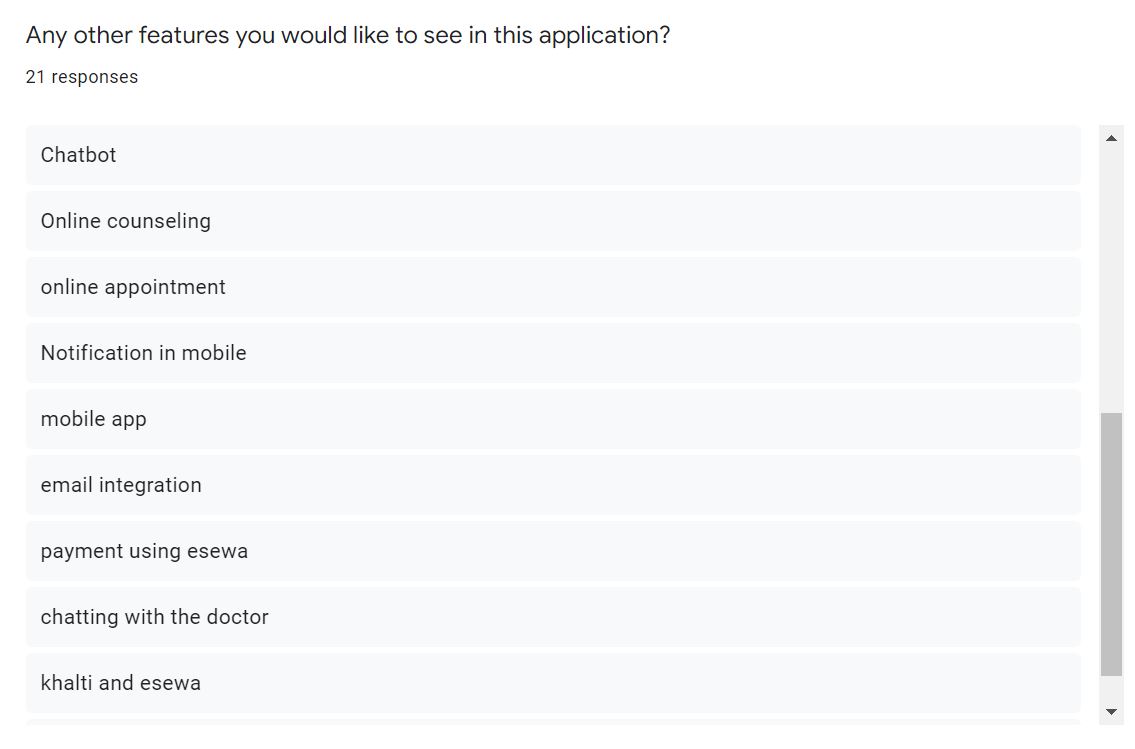 Any other features you would like to see in this application?
21 responses
Chatbot
Online counseling
online appointment
Notification in mobile
mobile app
email integration
payment using esewa
chatting with the doctor
khalti and esewa